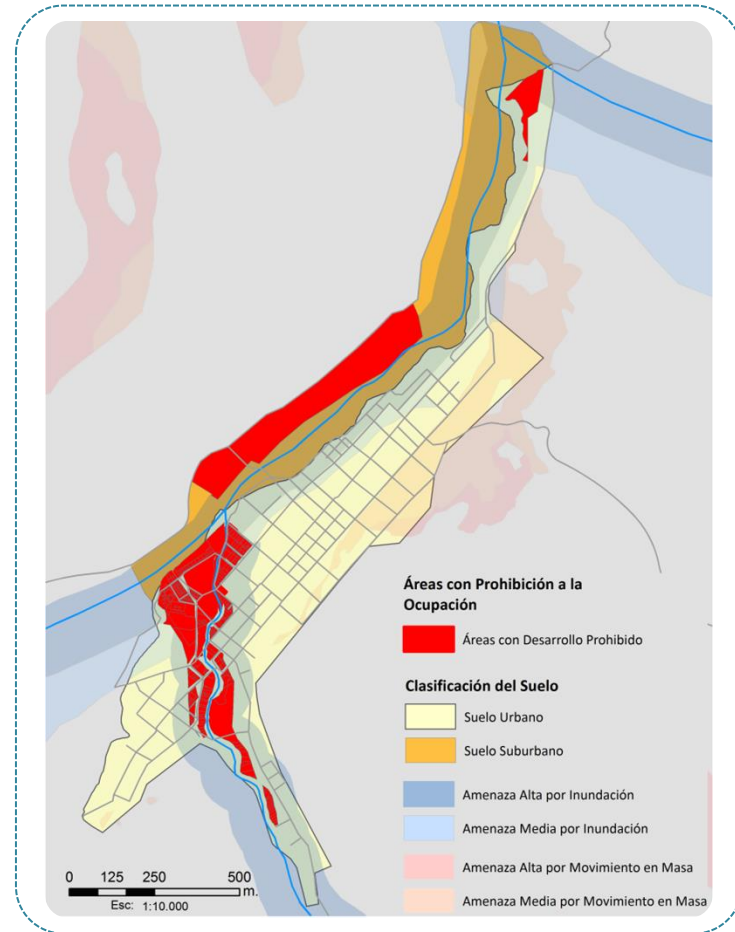 Áreas con Prohibición a la
Ocupación
Áreas con Desarrollo Prohibido
Clasificación del Suelo
Suelo Urbano
Suelo Suburbano
Amenaza Alta por Inundación
Amenaza Media por Inundación
Amenaza Alta por Movimiento en Masa
Amenaza Media por Movimiento en Masa
0 125 250 500
m.
Esc: 1:10.000